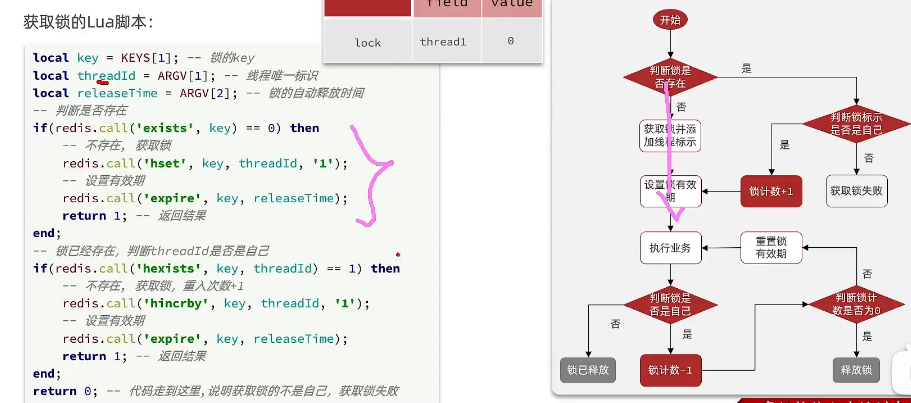 获取锁的Lua脚本：
field
value
lock
thread1
0
local key = KEYS[1]; -- 锁的key
local threadId = ARGV[1]; -- 线程唯一标识
local releaseTime = ARGV[2]; -- 锁的自动释放时间
-- 判断是否存在
if(redis.call('exists', key) == 0) then
-- 不存在, 获取锁
redis.call('hset', key, threadId, '1');
-- 设置有效期
redis.call('expire', key, releaseTime);
return 1; -- 返回结果
end;
-- 锁已经存在，判断threadId是否是自己
if(redis.call('hexists', key, threadId) == 1) then
-- 不存在, 获取锁，重入次数+1
redis.call('hincrby', key, threadId, '1');
-- 设置有效期
redis.call('expire', key, releaseTime);
return 1; -- 返回结果
end;
return 0; -- 代码走到这里,说明获取锁的不是自己，获取锁失败
开始
判断锁是
否存在
是
否
获取锁并添
加线程标示
判断锁标示
是否是自己
是
否
设置锁有效
期
锁计数+1
获取锁失败
执行业务
重置锁
有效期
判断锁是
否是自己
否
是
判断锁计
数是否为0
否
是
锁已释放
锁计数-1
释放锁